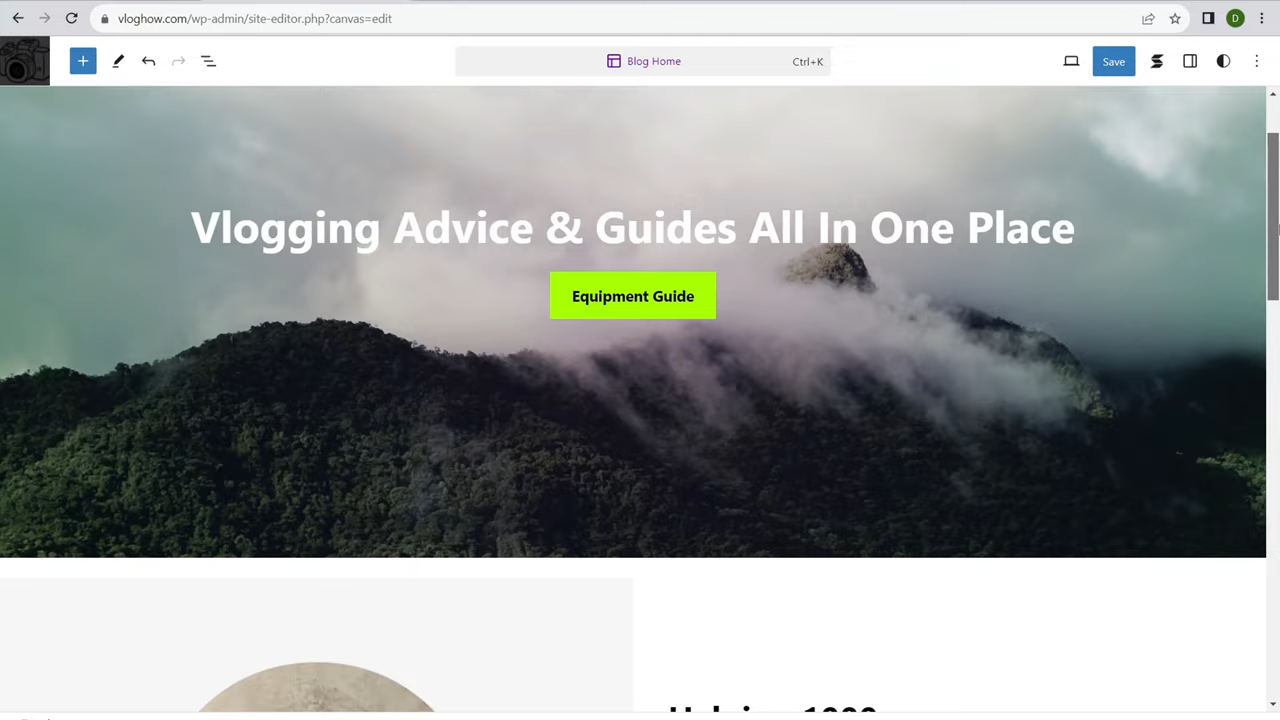 vloghow.com/wp-admin/site-editor.php?canvas=edit
D
Blog Home
Ctrl+K
Save
Vlogging Advice & Guides All In One Place
Equipment Guide